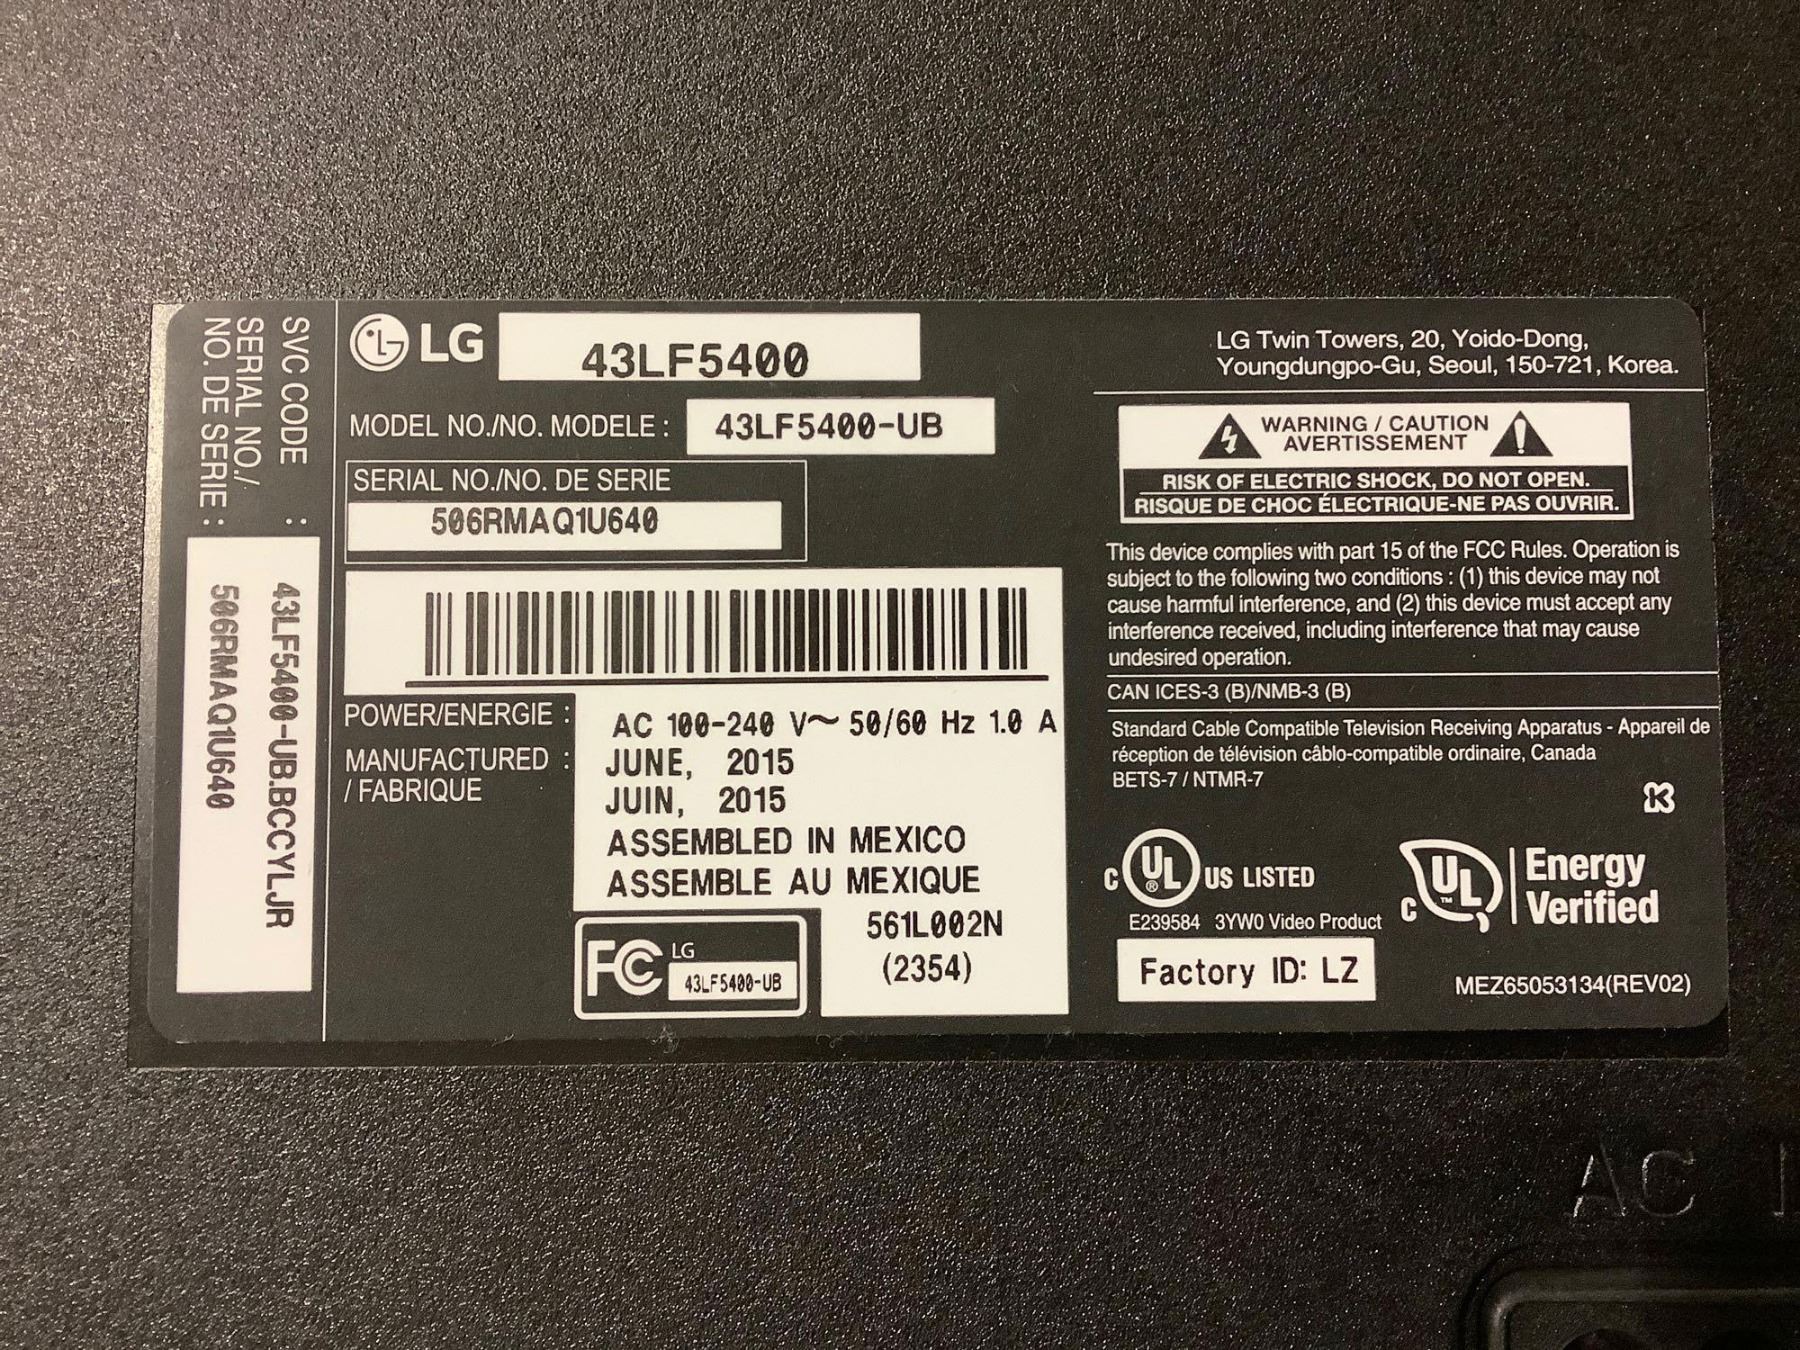 SVC CODE : 43LF5400-UB.BCCYLJR
SERIAL NO./
NO. DE SERIE : 506RMAQ1U640
LG 43LF5400
MODEL NO./NO. MODELE : 43LF5400-UB
SERIAL NO./NO. DE SERIE
506RMAQ1U640
POWER/ENERGIE : AC 100-240 V~ 50/60 Hz 1.0 A
MANUFACTURED : JUNE, 2015
/ FABRIQUE JUIN, 2015
ASSEMBLED IN MEXICO
ASSEMBLE AU MEXIQUE
561L002N
(2354)
FC LG
43LF5400-UB
LG Twin Towers, 20, Yoido-Dong,
Youngdungpo-Gu, Seoul, 150-721, Korea.
WARNING / CAUTION
AVERTISSEMENT
RISK OF ELECTRIC SHOCK, DO NOT OPEN.
RISQUE DE CHOC ÉLECTRIQUE-NE PAS OUVRIR.
This device complies with part 15 of the FCC Rules. Operation is
subject to the following two conditions : (1) this device may not
cause harmful interference, and (2) this device must accept any
interference received, including interference that may cause
undesired operation.
CAN ICES-3 (B)/NMB-3 (B)
Standard Cable Compatible Television Receiving Apparatus - Appareil de
réception de télévision câblo-compatible ordinaire, Canada
BETS-7 / NTMR-7
C UL ® US LISTED
E239584 3YW0 Video Product
C UL ™ Energy
Verified
Factory ID: LZ
MEZ65053134(REV02)
AC